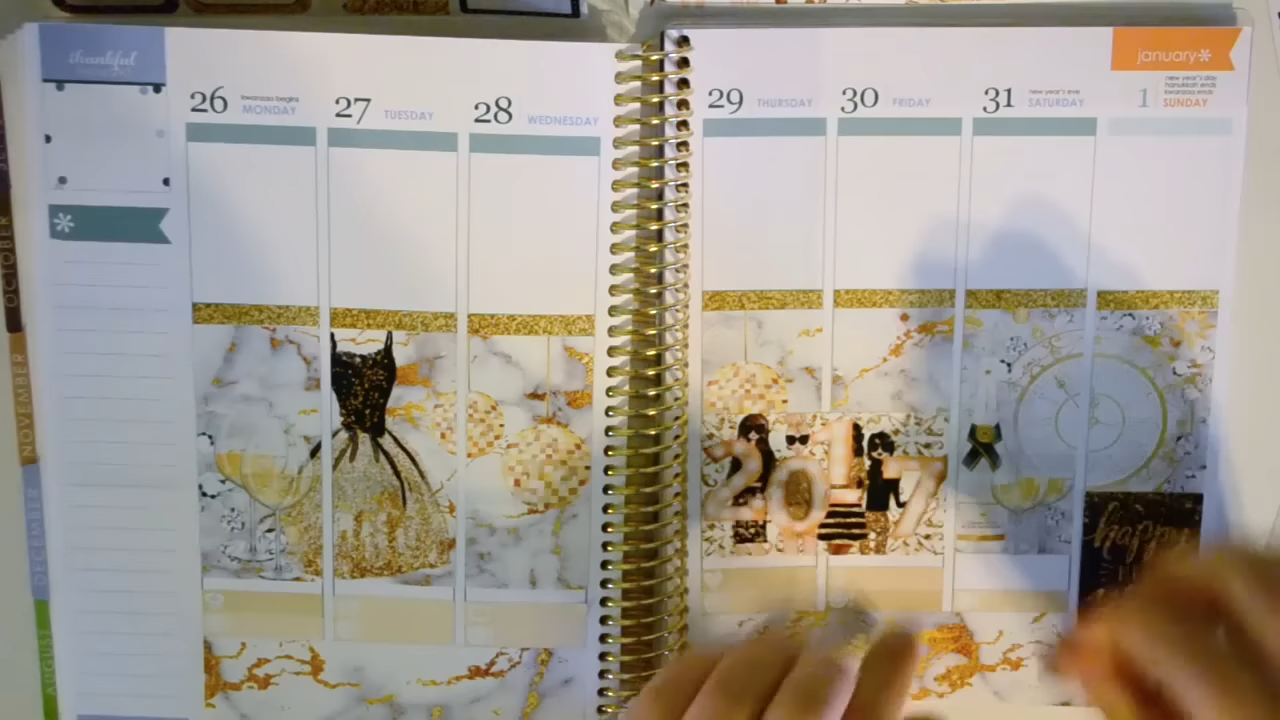 thankful
26 kwanzaa begins MONDAY
27 TUESDAY
28 WEDNESDAY
29 THURSDAY
30 FRIDAY
31 new year's eve SATURDAY
1 new year's day
hanukkah ends
kwanzaa ends
SUNDAY
january*
2017
happy
OCTOBER
NOVEMBER
DECEMBER
AUGUST